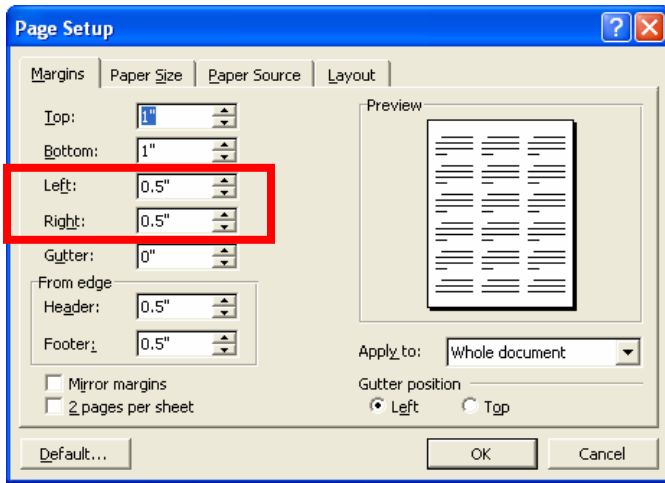 Page Setup
Margins Paper Size Paper Source Layout
Top: 1"
Bottom: 1"
Left: 0.5"
Right: 0.5"
Gutter: 0"
From edge
Header: 0.5"
Footer: 0.5"
Mirror margins
2 pages per sheet
Preview
Apply to: Whole document
Gutter position
Left Top
Default... OK Cancel